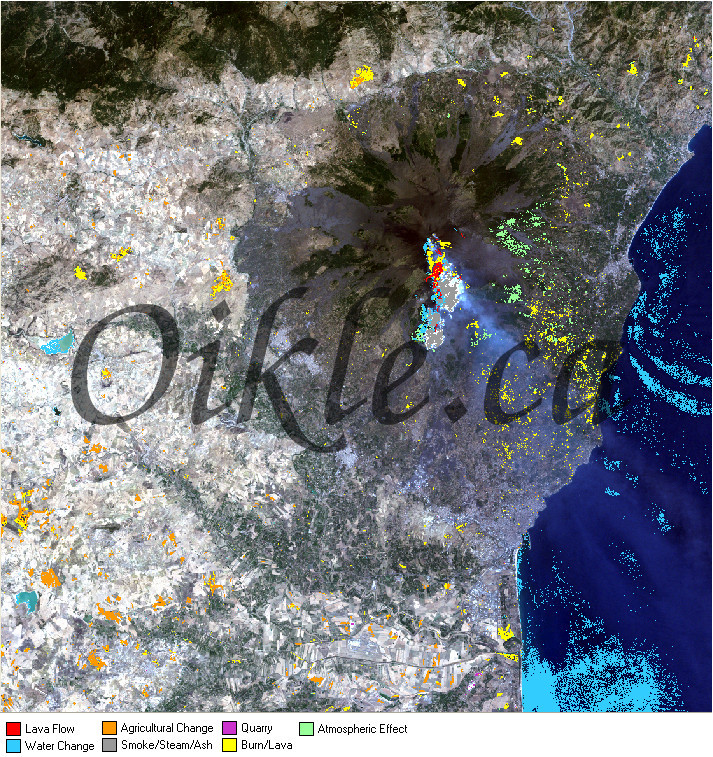 Oikle.ca
Lava Flow
Agricultural Change
Quarry
Atmospheric Effect
Water Change
Smoke/Steam/Ash
Burn/Lava